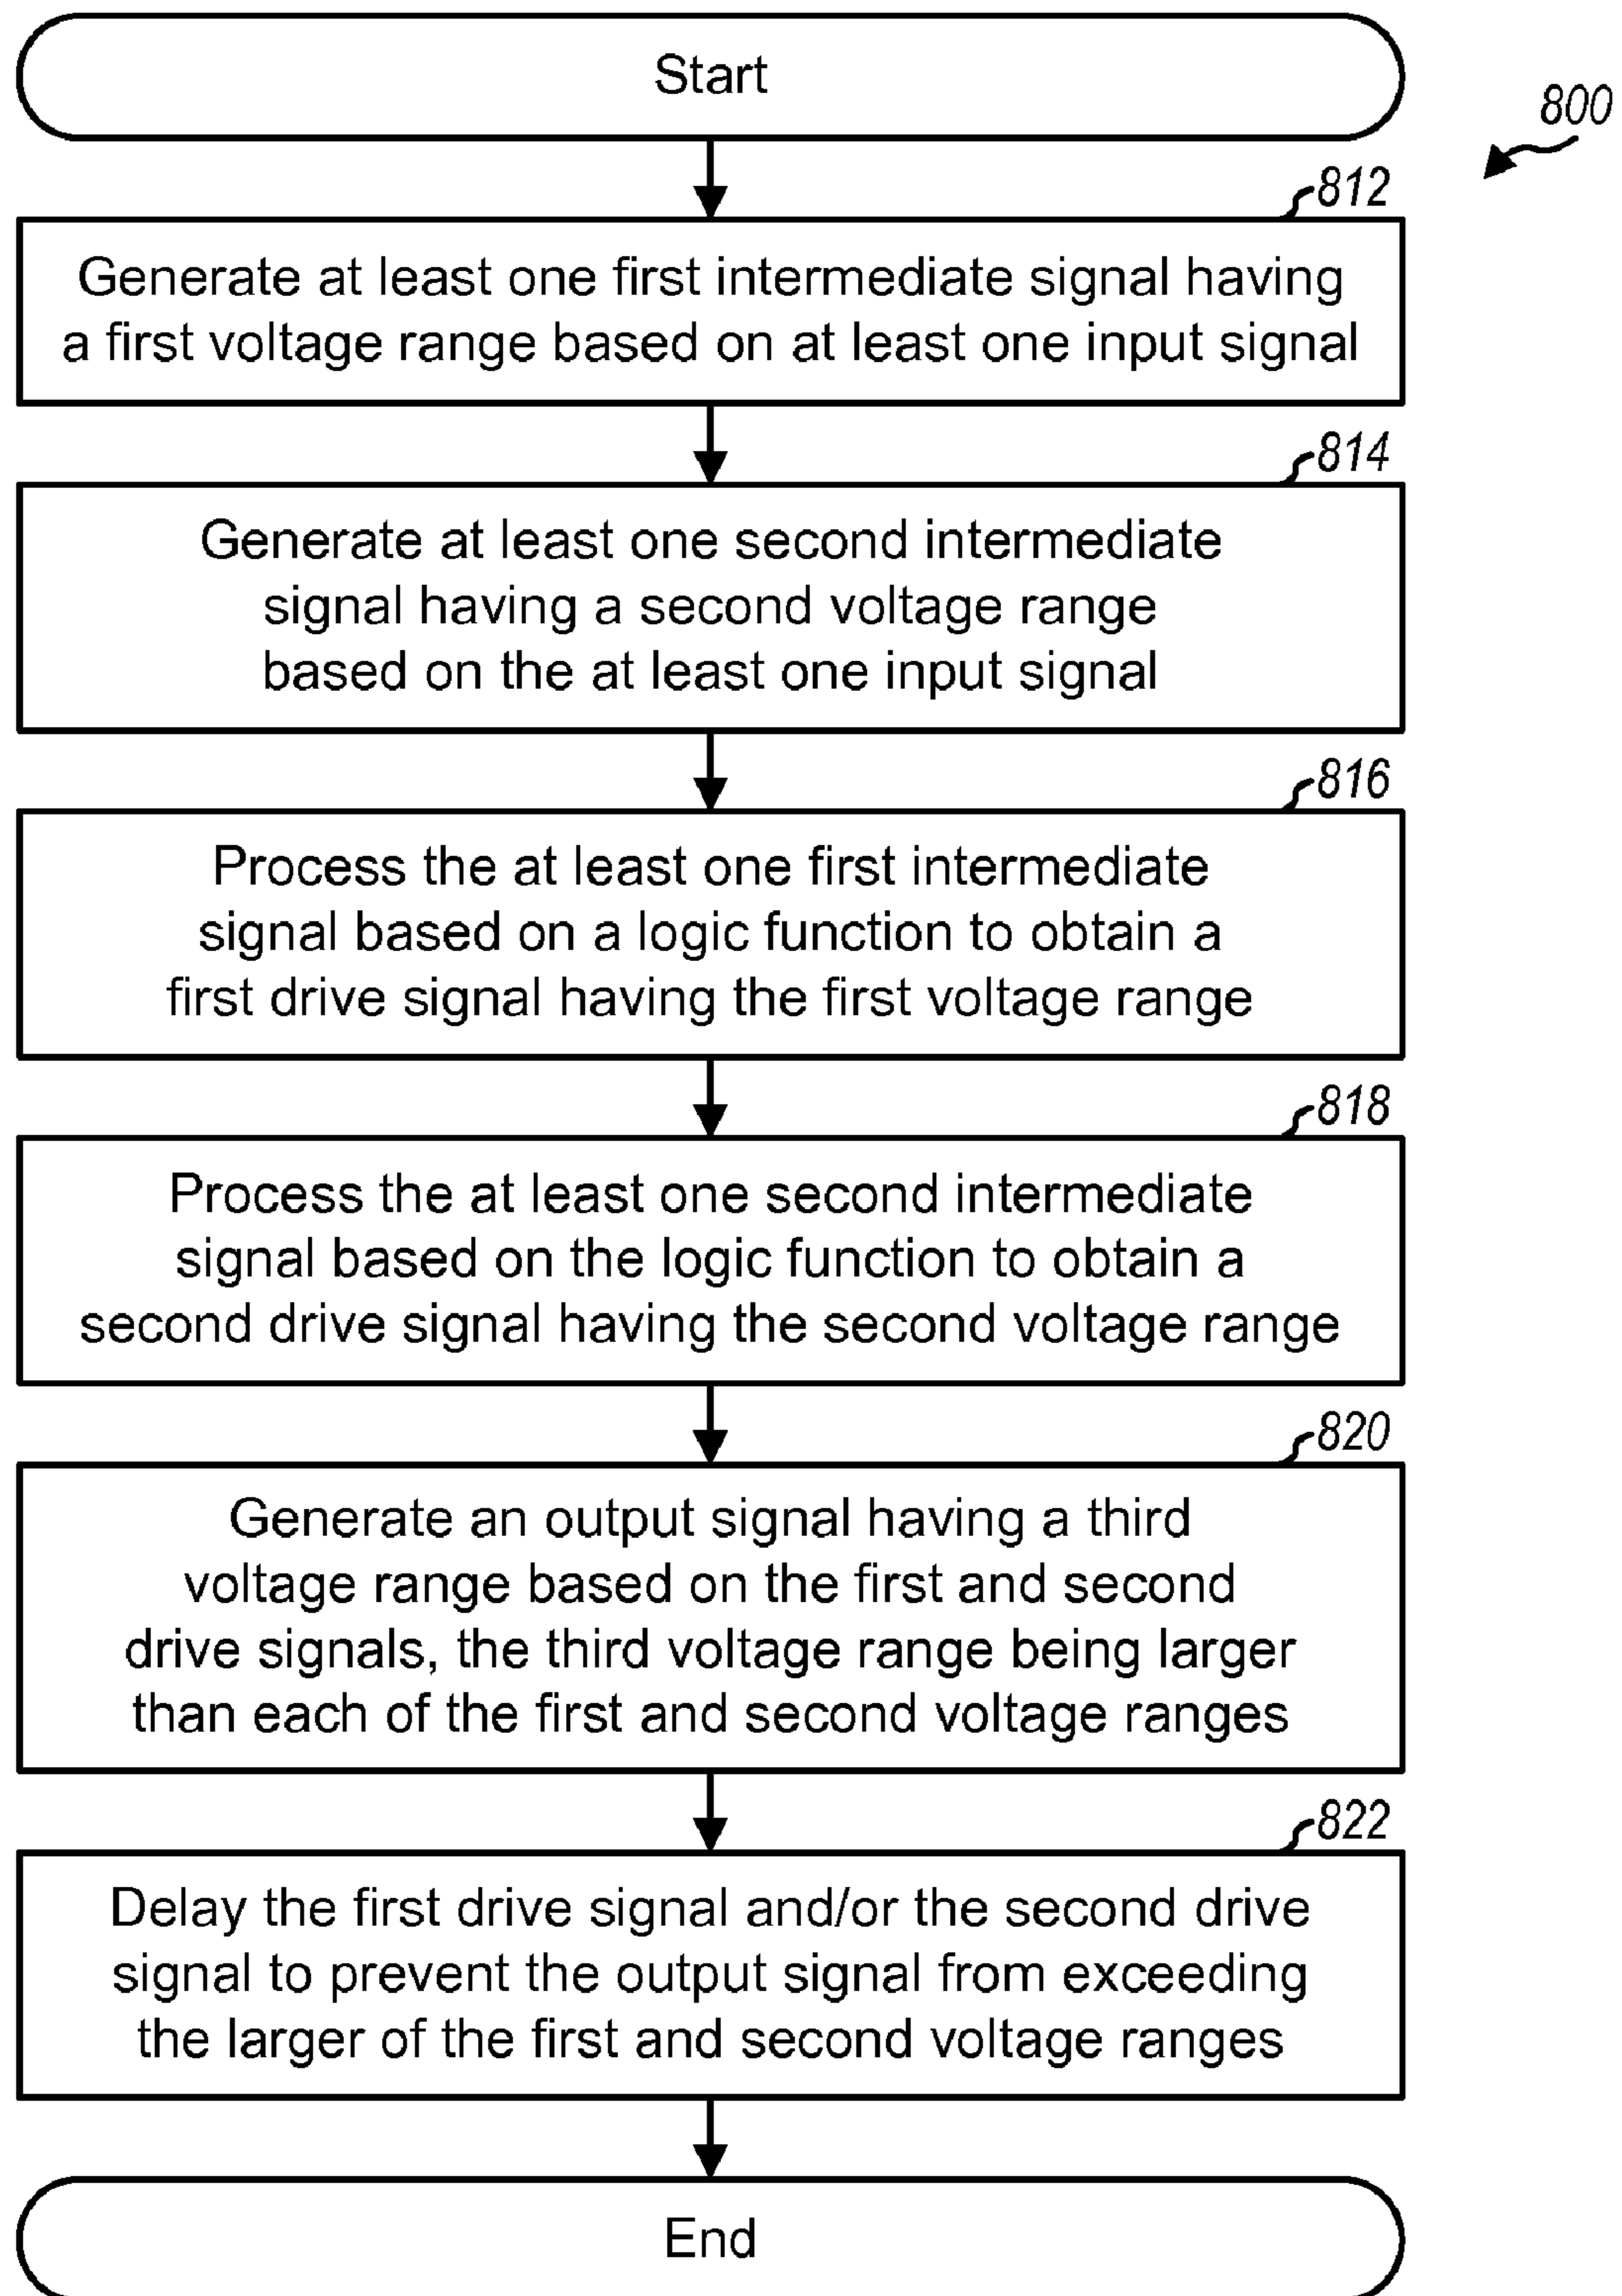 Start
800
812
Generate at least one first intermediate signal having
a first voltage range based on at least one input signal
814
Generate at least one second intermediate
signal having a second voltage range
based on the at least one input signal
816
Process the at least one first intermediate
signal based on a logic function to obtain a
first drive signal having the first voltage range
818
Process the at least one second intermediate
signal based on the logic function to obtain a
second drive signal having the second voltage range
820
Generate an output signal having a third
voltage range based on the first and second
drive signals, the third voltage range being larger
than each of the first and second voltage ranges
822
Delay the first drive signal and/or the second drive
signal to prevent the output signal from exceeding
the larger of the first and second voltage ranges
End